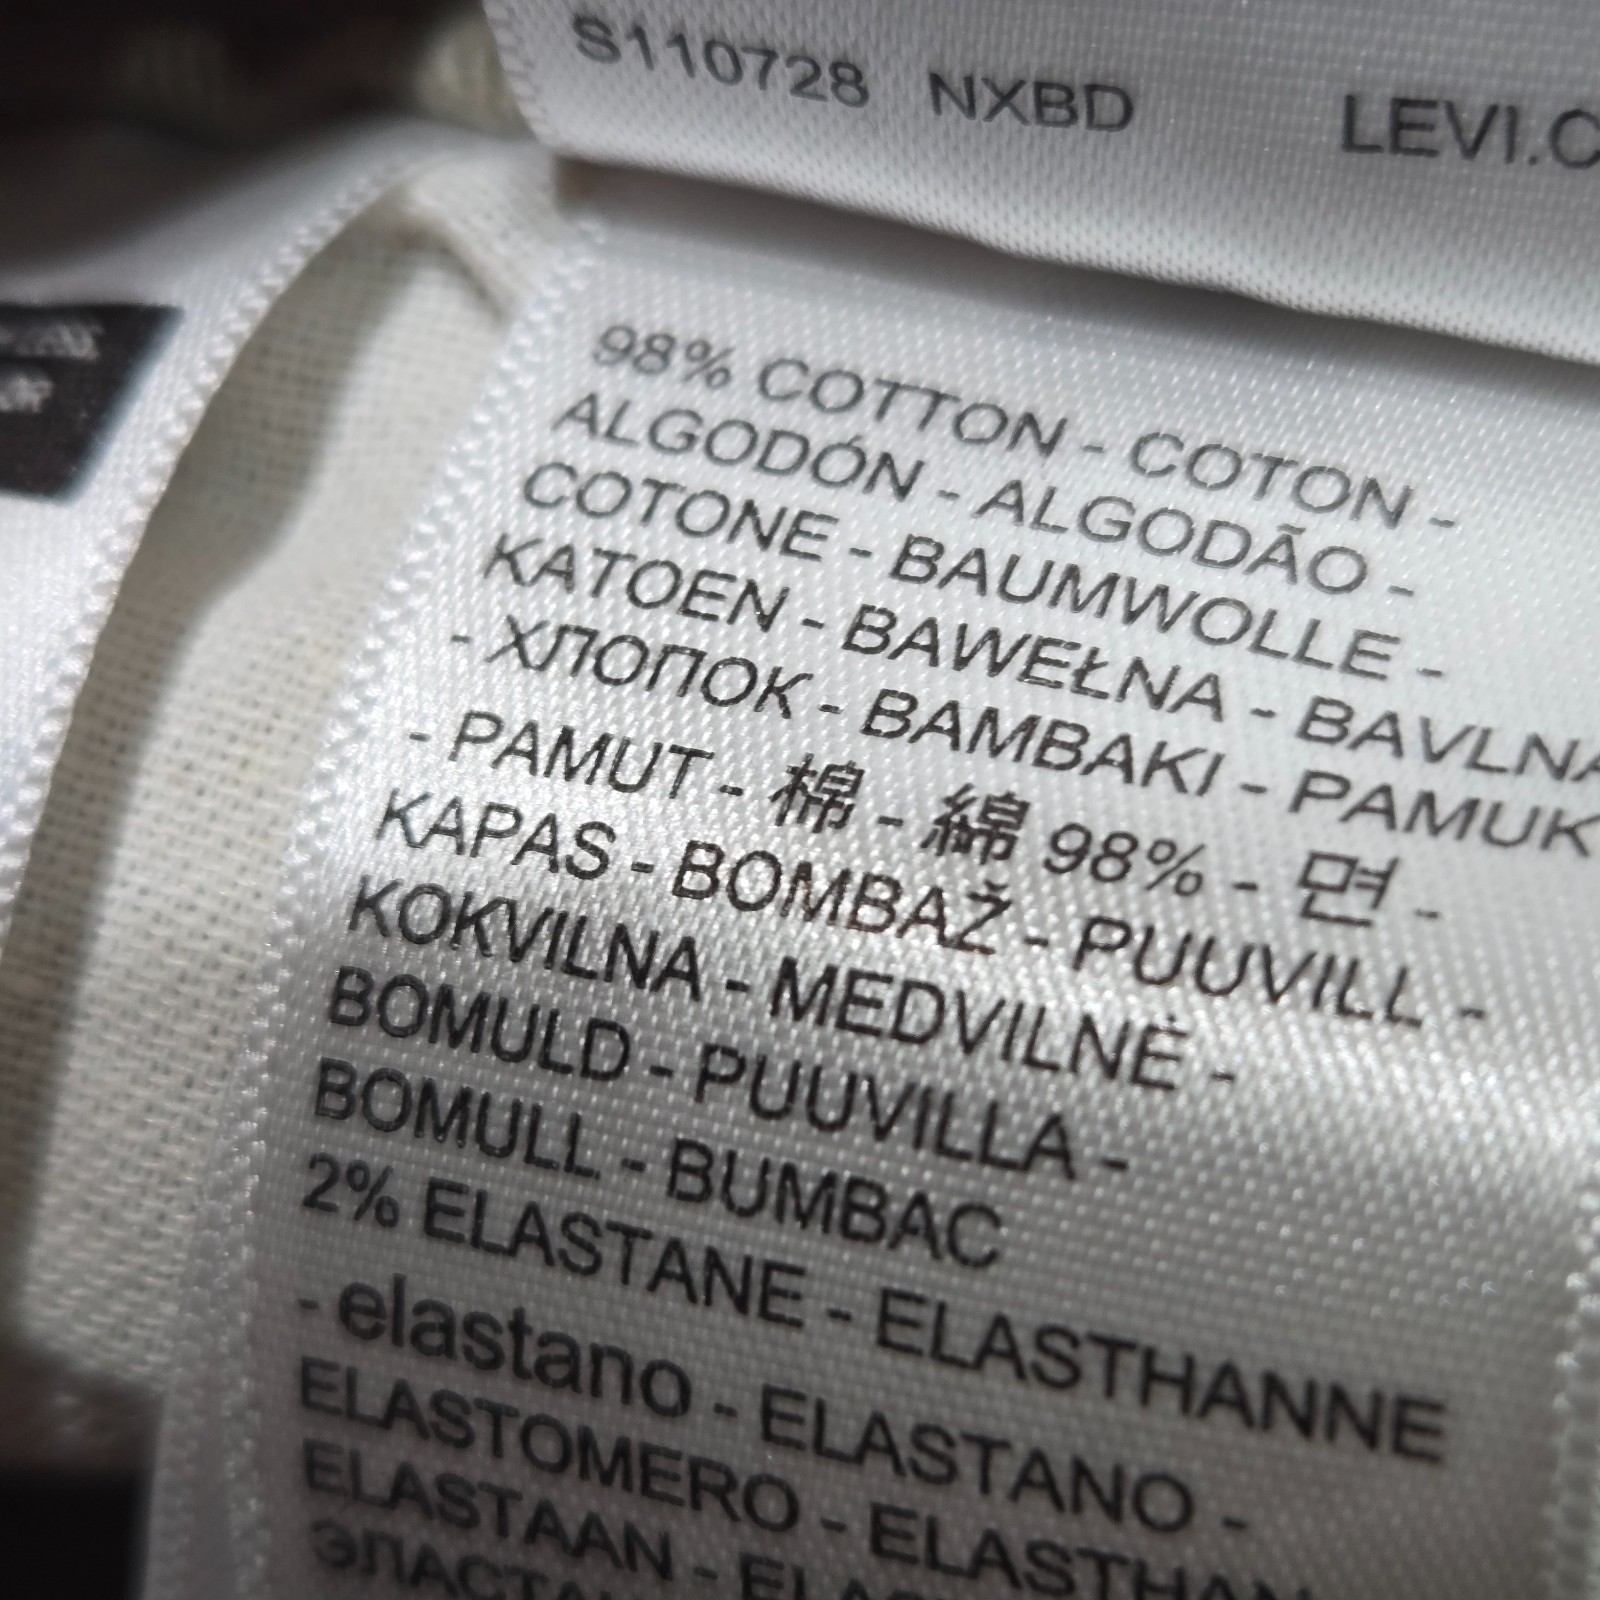 S110728 NXBD LEVI.C
98% COTTON - COTON -
ALGODÓN - ALGODÃO -
COTONE - BAUMWOLLE -
KATOEN - BAWEŁNA - BAVLNA
- ХЛОПОК - BAMBAKI - PAMUK
- PAMUT - 棉 - 綿 98% - 면 -
KAPAS - BOMBAŽ - PUUVILL -
KOKVILNA - MEDVILNĖ -
BOMULD - PUUVILLA -
BOMULL - BUMBAC
2% ELASTANE - ELASTHANNE
- elastano - ELASTANO -
ELASTOMERO - ELASTHAN
ELASTAAN -